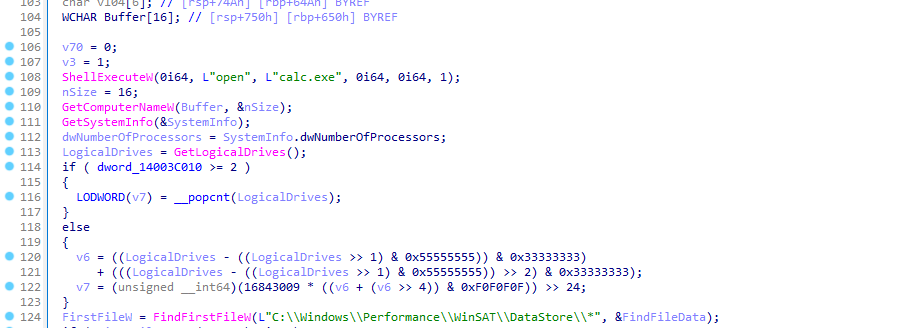 103 char v104[6]; // [rsp+74Ah] [rbp+64Ah] BYREF
104 WCHAR Buffer[16]; // [rsp+750h] [rbp+650h] BYREF
105
106 v70 = 0;
107 v3 = 1;
108 ShellExecuteW(0i64, L"open", L"calc.exe", 0i64, 0i64, 1);
109 nSize = 16;
110 GetComputerNameW(Buffer, &nSize);
111 GetSystemInfo(&SystemInfo);
112 dwNumberOfProcessors = SystemInfo.dwNumberOfProcessors;
113 LogicalDrives = GetLogicalDrives();
114 if ( dword_14003C010 >= 2 )
115 {
116 LODWORD(v7) = __popcnt(LogicalDrives);
117 }
118 else
119 {
120 v6 = ((LogicalDrives - ((LogicalDrives >> 1) & 0x55555555)) & 0x33333333)
121 + (((LogicalDrives - ((LogicalDrives >> 1) & 0x55555555)) >> 2) & 0x33333333);
122 v7 = (unsigned __int64)(16843009 * ((v6 + (v6 >> 4)) & 0xF0F0F0F)) >> 24;
123 }
124 FirstFileW = FindFirstFileW(L"C:\\Windows\\Performance\\WinSAT\\DataStore\\*", &FindFileData);